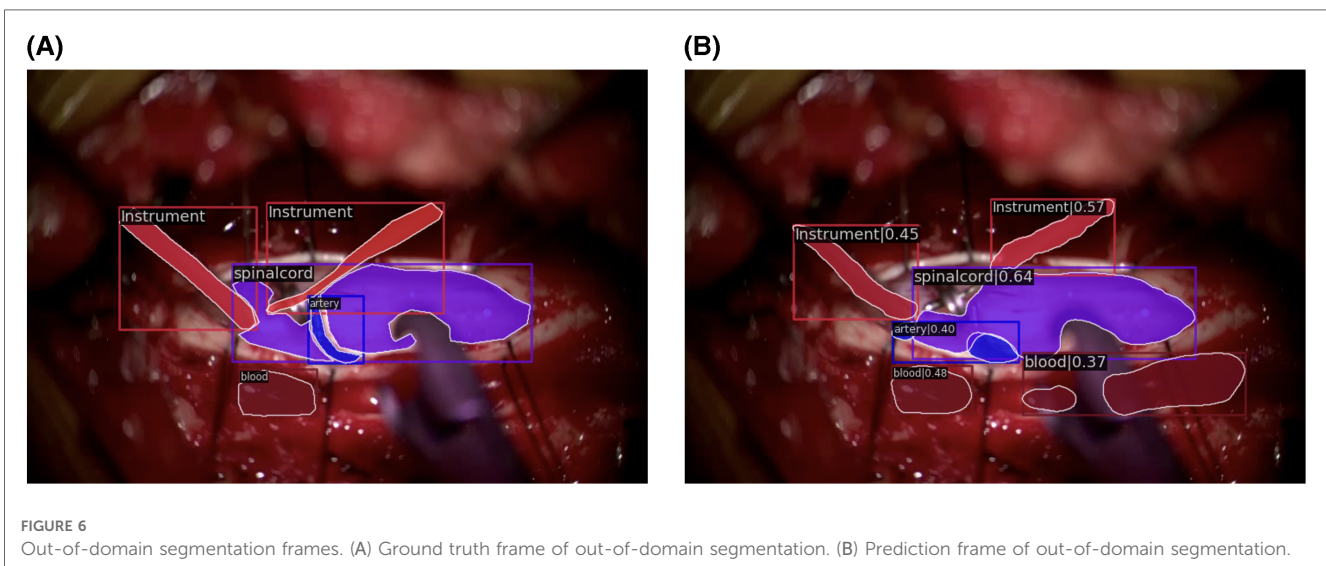 (A)
(B)
Instrument
Instrument
spinalcord
artery
blood
Instrument|0.57
Instrument|0.45
spinalcord|0.64
artery|0.40
blood|0.37
blood|0.48
FIGURE 6
Out-of-domain segmentation frames. (A) Ground truth frame of out-of-domain segmentation. (B) Prediction frame of out-of-domain segmentation.